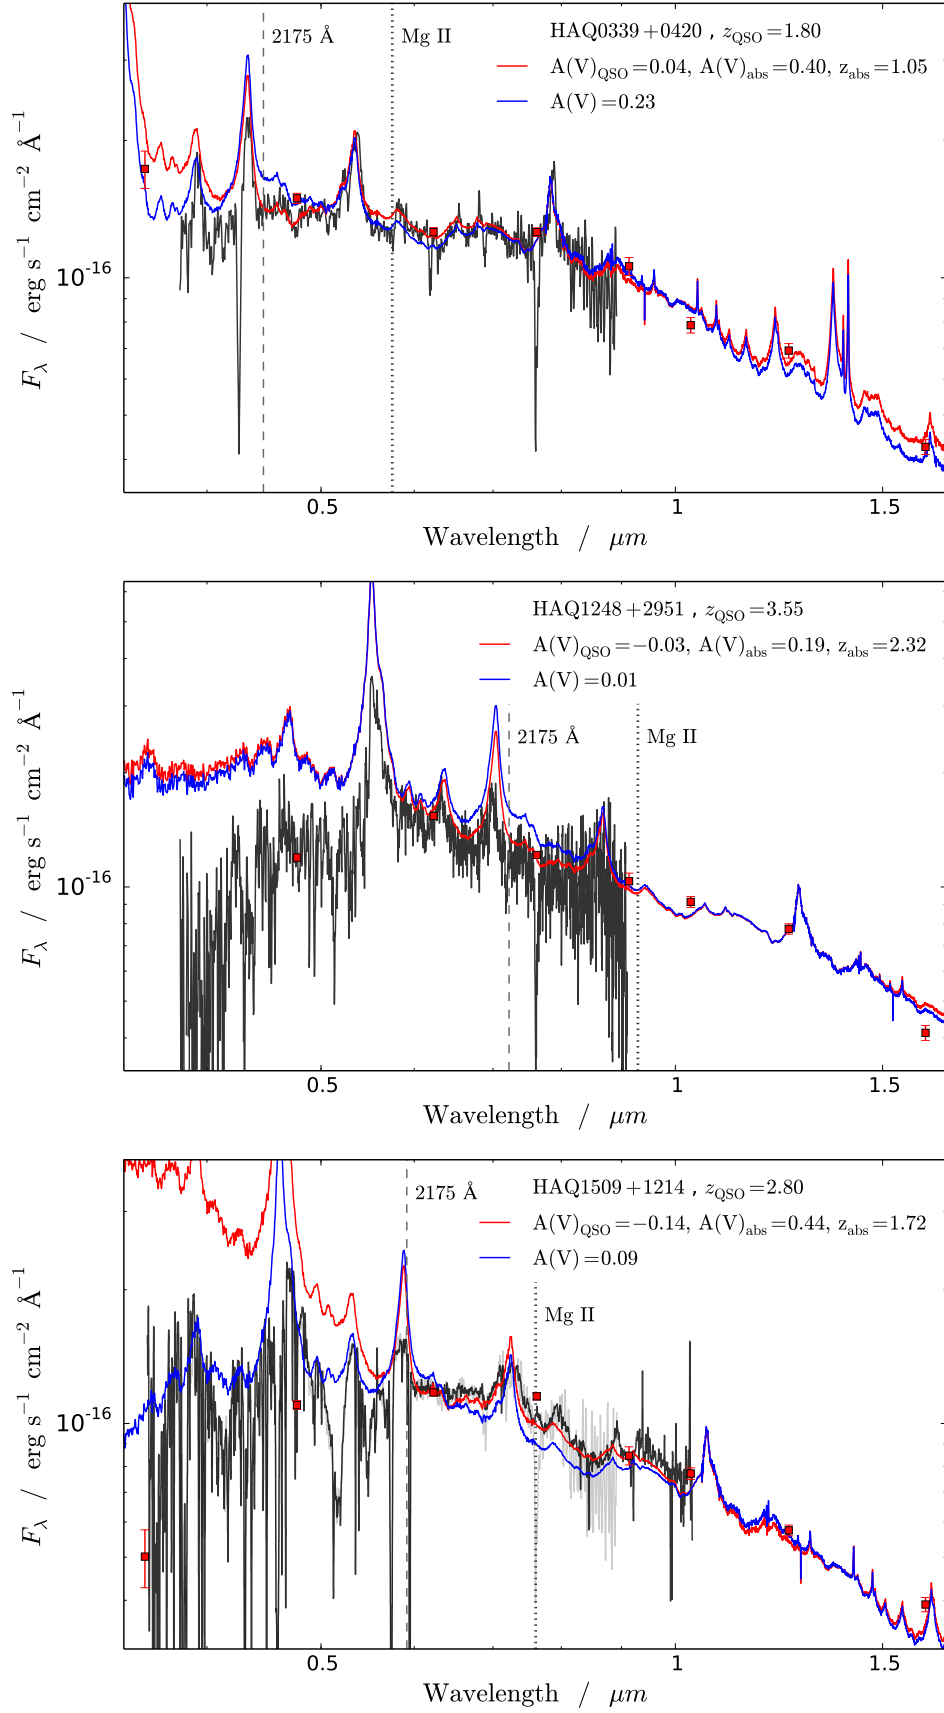 HAQ0339+0420 , z_QSO=1.80
2175 Å
Mg II
A(V)_QSO=0.04, A(V)_abs=0.40, z_abs=1.05
A(V)=0.23
10^−16
F_λ / erg s^−1 cm^−2 Å^−1
0.5 1 1.5
Wavelength / μm
HAQ1248+2951 , z_QSO=3.55
A(V)_QSO=−0.03, A(V)_abs=0.19, z_abs=2.32
A(V)=0.01
2175 Å
Mg II
10^−16
F_λ / erg s^−1 cm^−2 Å^−1
0.5 1 1.5
Wavelength / μm
HAQ1509+1214 , z_QSO=2.80
2175 Å
A(V)_QSO=−0.14, A(V)_abs=0.44, z_abs=1.72
A(V)=0.09
Mg II
10^−16
F_λ / erg s^−1 cm^−2 Å^−1
0.5 1 1.5
Wavelength / μm